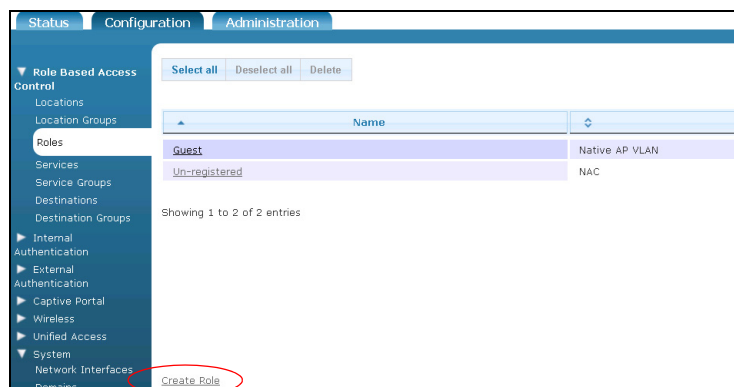 Status Configuration Administration
Role Based Access
Control
Locations
Location Groups
Roles
Services
Service Groups
Destinations
Destination Groups
Internal
Authentication
External
Authentication
Captive Portal
Wireless
Unified Access
System
Network Interfaces
Domains
Select all Deselect all Delete
Name
Guest Native AP VLAN
Un-registered NAC
Showing 1 to 2 of 2 entries
Create Role